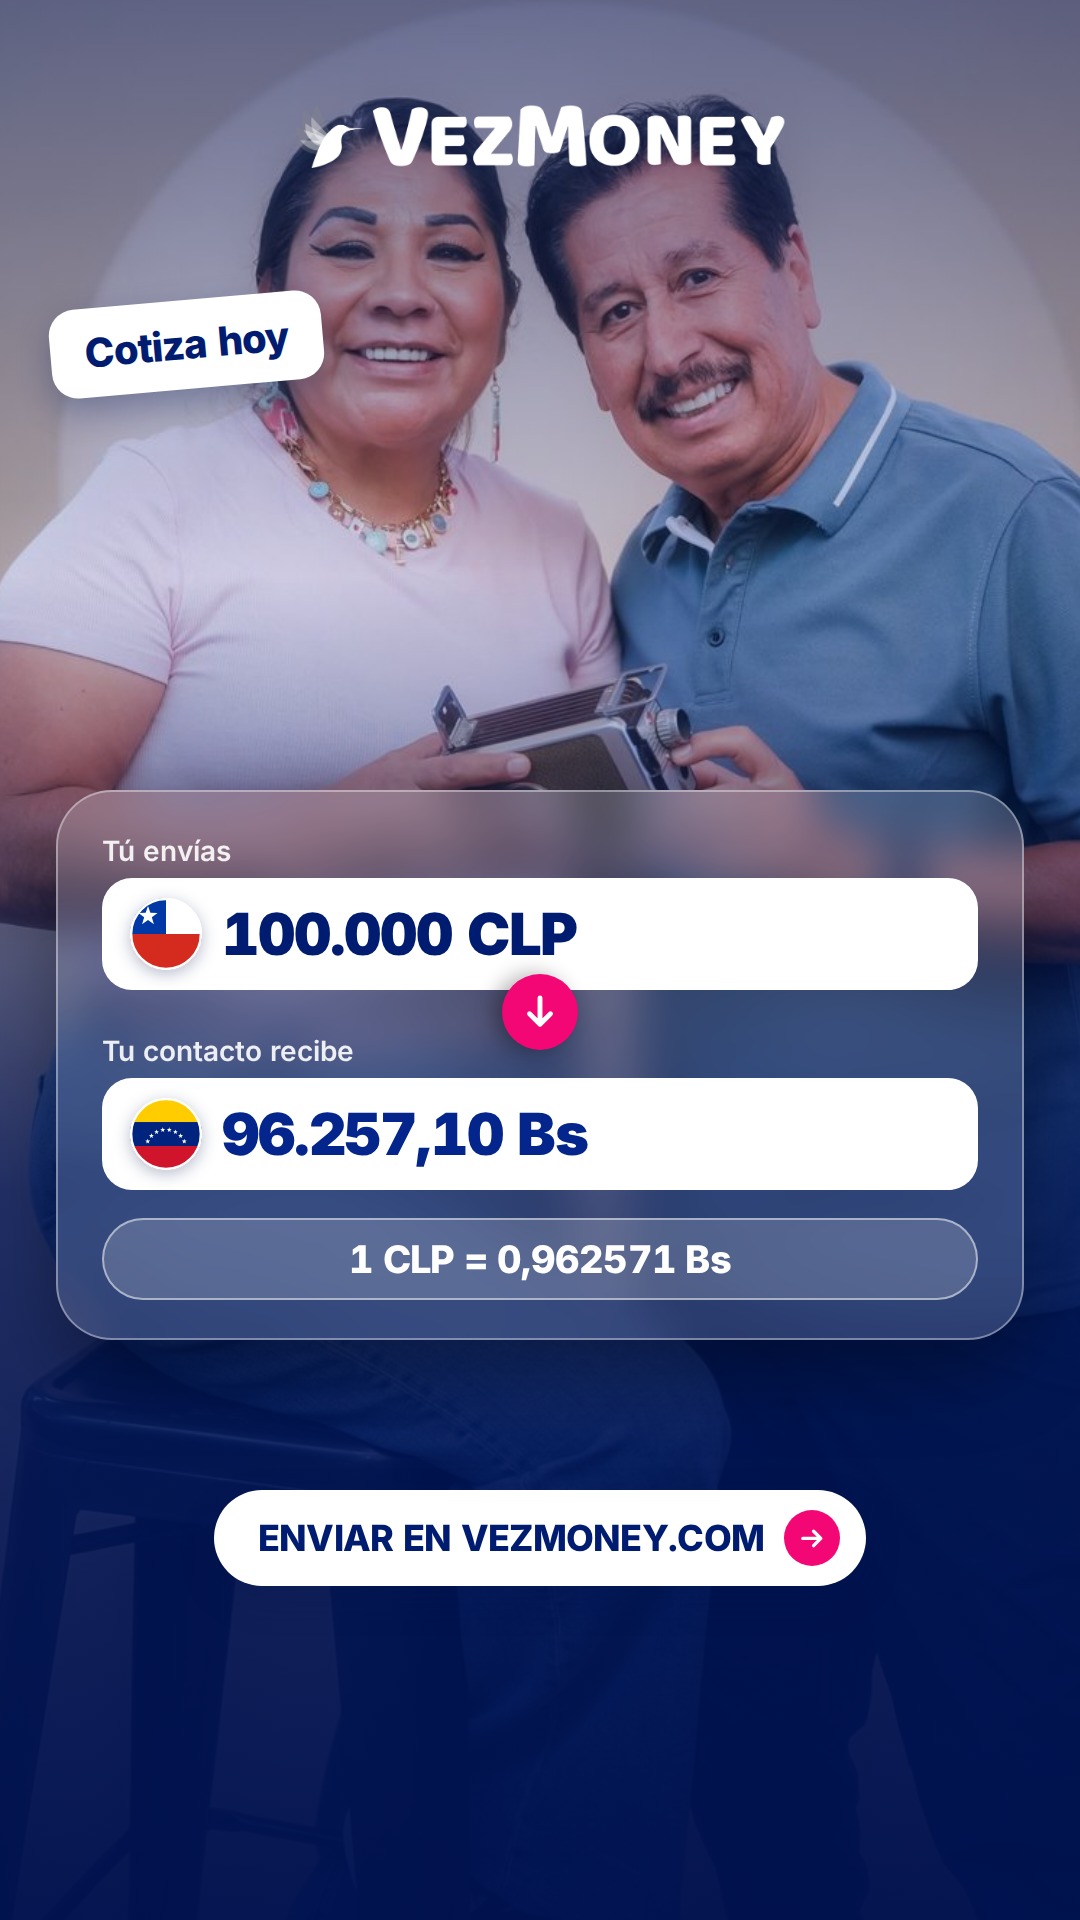 VEZMONEY
Cotiza hoy
Tú envías
100.000 CLP
Tu contacto recibe
96.257,10 Bs
1 CLP = 0,962571 Bs
ENVIAR EN VEZMONEY.COM